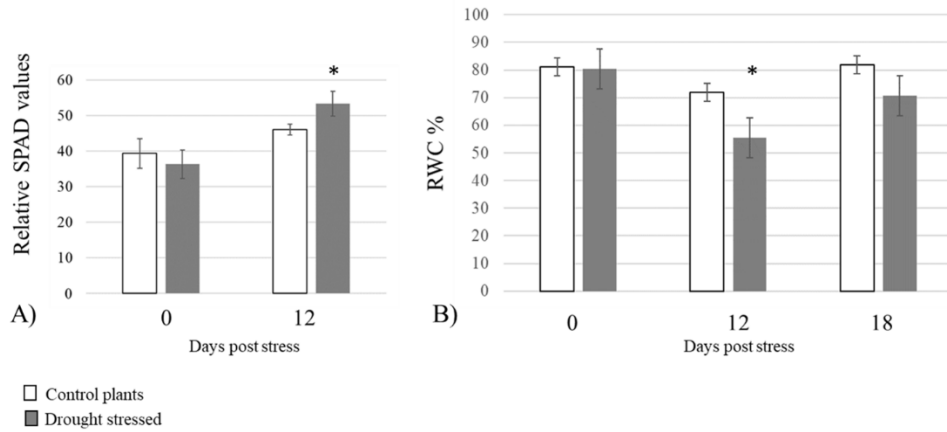 Relative SPAD values
60
50
40
30
20
10
0
*
0 12
Days post stress
A)
RWC %
100
90
80
70
60
50
40
30
20
10
0
*
0 12 18
Days post stress
B)
Control plants
Drought stressed